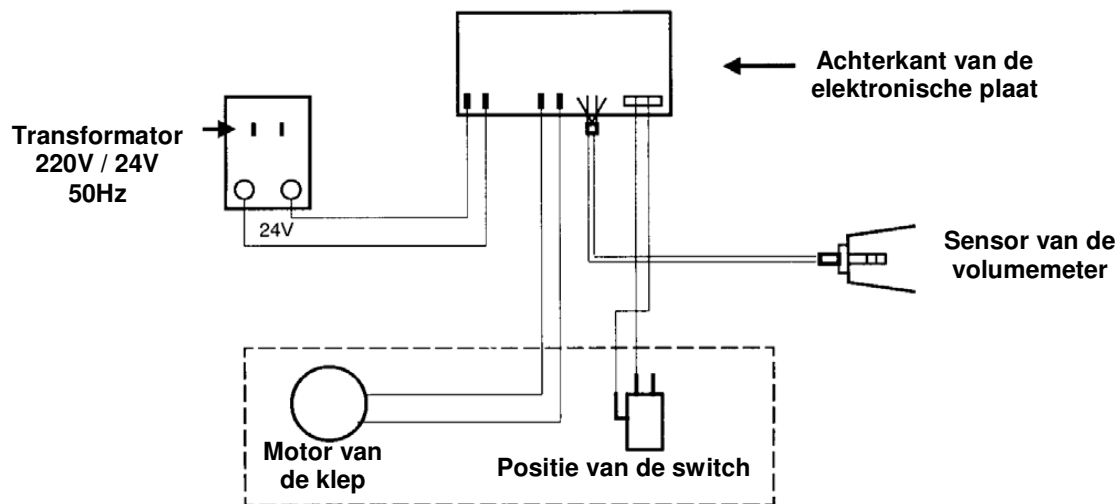 Achterkant van de
elektronische plaat
Transformator
220V / 24V
50Hz
24V
Sensor van de
volumemeter
Motor van
de klep
Positie van de switch